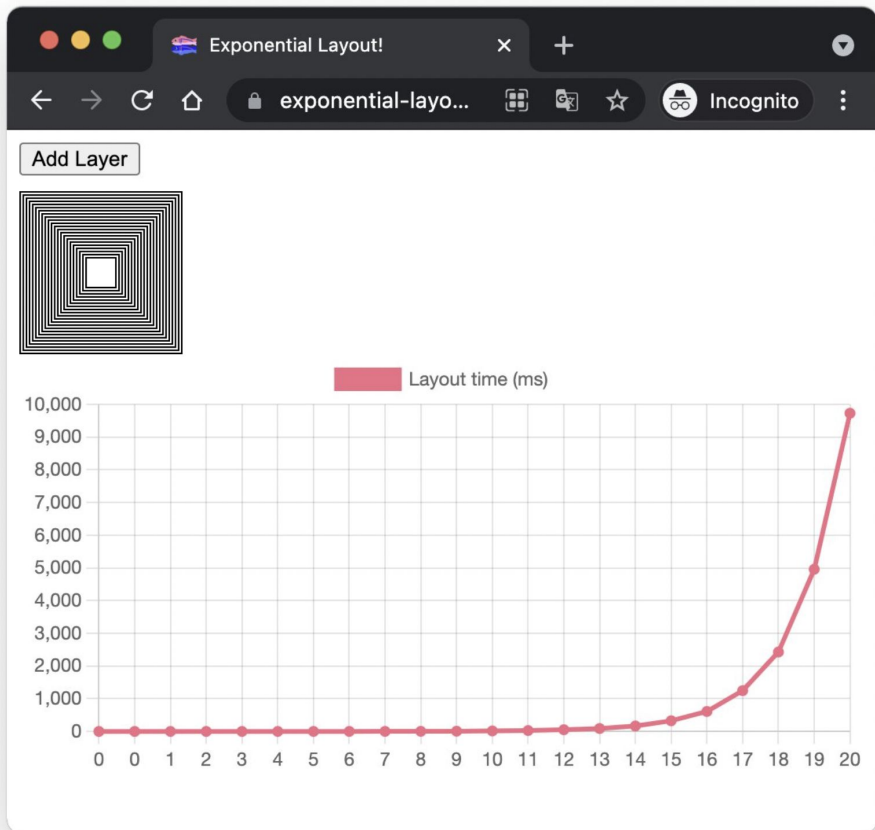 Exponential Layout!
exponential-layo...
Incognito
Add Layer
Layout time (ms)
10,000
9,000
8,000
7,000
6,000
5,000
4,000
3,000
2,000
1,000
0
0 0 1 2 3 4 5 6 7 8 9 10 11 12 13 14 15 16 17 18 19 20